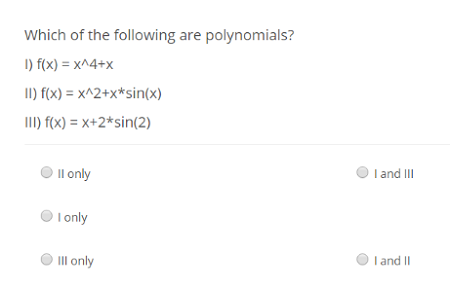 Which of the following are polynomials?
I) f(x) = x^4+x
II) f(x) = x^2+x*sin(x)
III) f(x) = x+2*sin(2)
II only
I and III
I only
III only
I and II